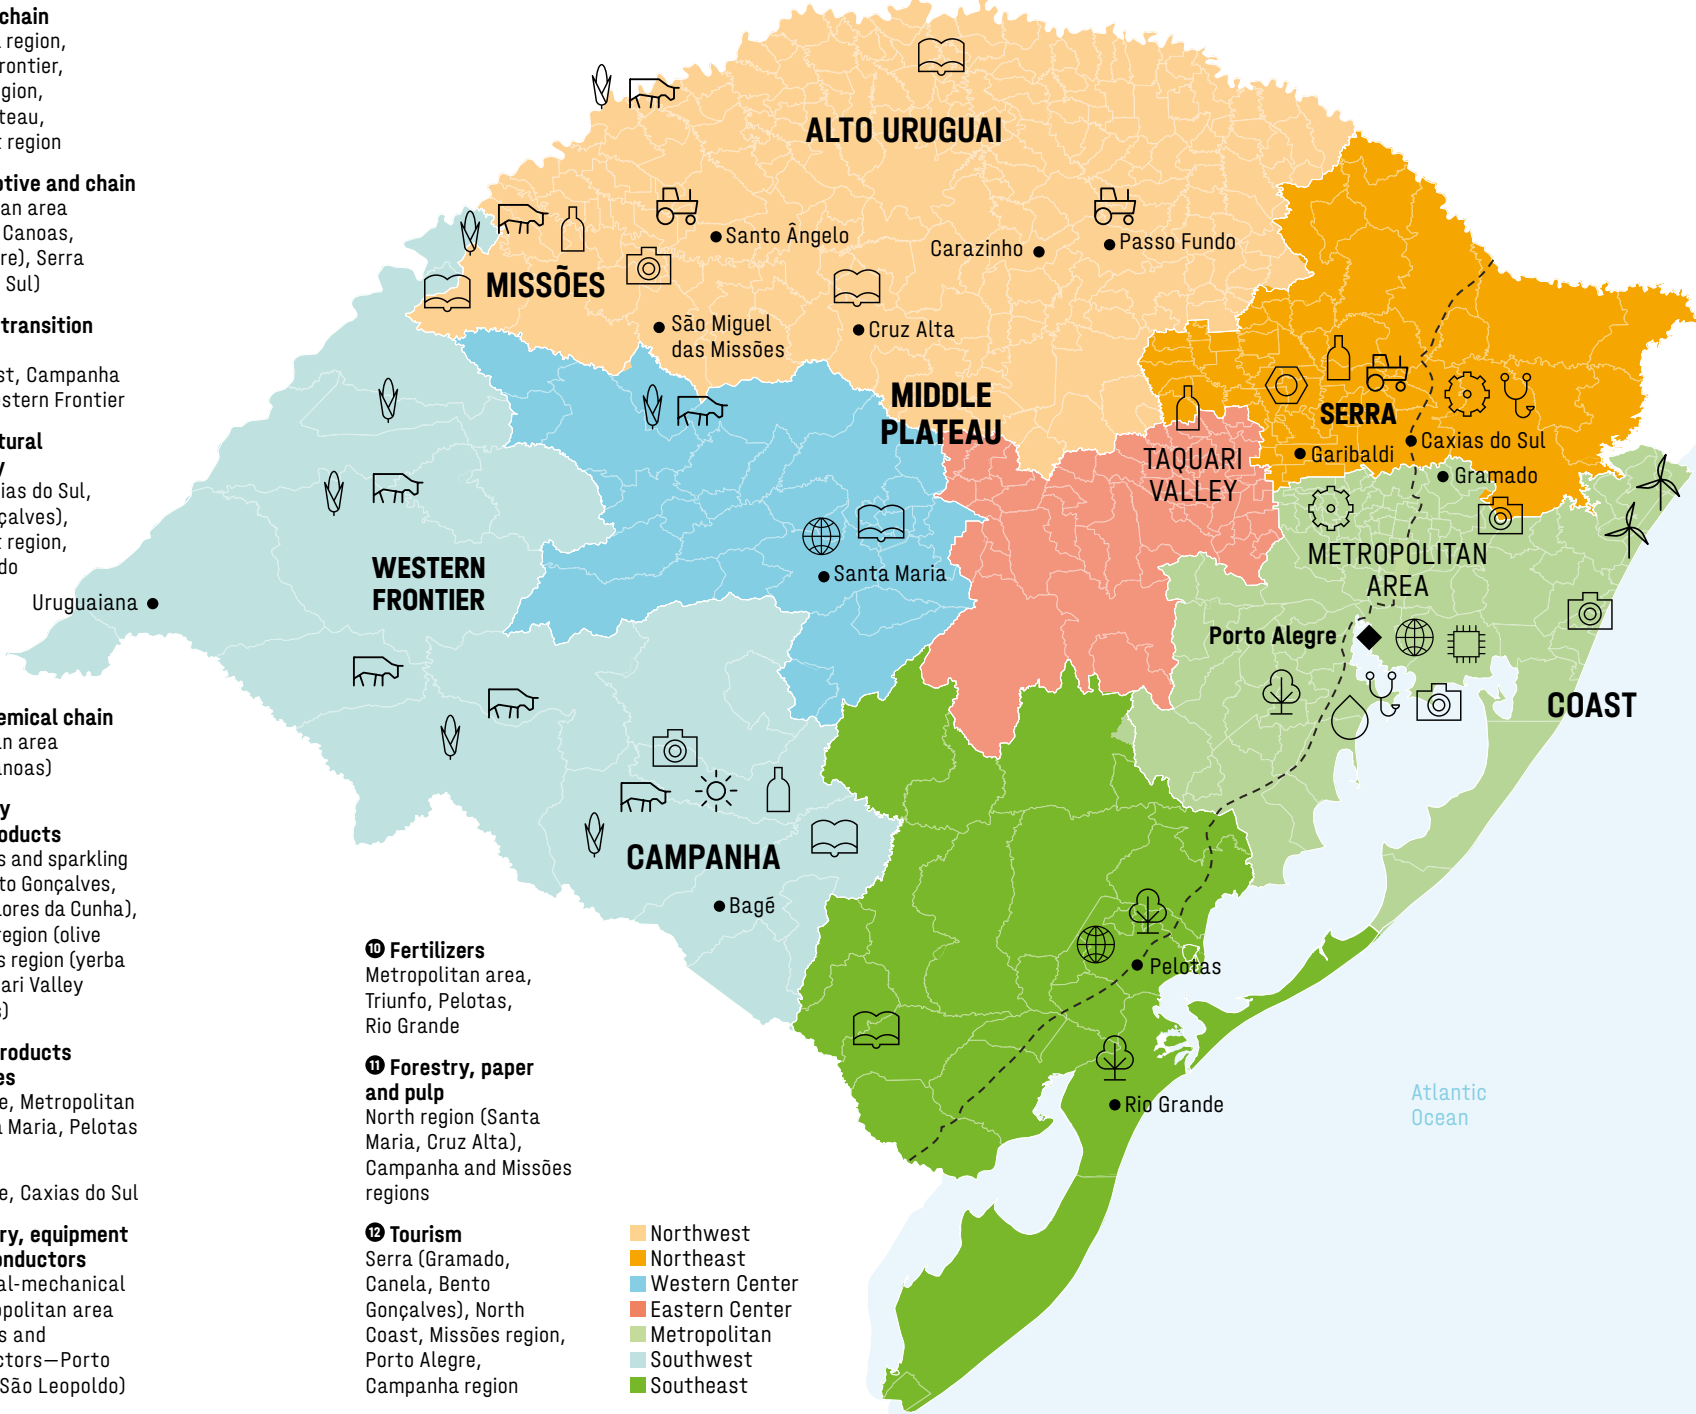 chain
region,
rontier,
gion,
teau,
region
otive and chain
an area
Canoas,
re), Serra
Sul)
transition
st, Campanha
estern Frontier
tural
y
ias do Sul,
çalves),
region,
do
emical chain
an area
anoas)
y
oducts
s and sparkling
to Gonçalves,
lores da Cunha),
region (olive
s region (yerba
uari Valley
s)
roducts
es
e, Metropolitan
a Maria, Pelotas
e, Caxias do Sul
ry, equipment
onductors
al-mechanical
opolitan area
s and
ctors—Porto
São Leopoldo)
ALTO URUGUAI
Santo Ângelo
Carazinho
Passo Fundo
MISSÕES
São Miguel
das Missões
Cruz Alta
MIDDLE
PLATEAU
SERRA
Caxias do Sul
Garibaldi
Gramado
TAQUARI
VALLEY
METROPOLITAN
AREA
WESTERN
FRONTIER
Santa Maria
Uruguaiana
Porto Alegre
COAST
CAMPANHA
Bagé
Pelotas
Rio Grande
Atlantic
Ocean
10 Fertilizers
Metropolitan area,
Triunfo, Pelotas,
Rio Grande
11 Forestry, paper
and pulp
North region (Santa
Maria, Cruz Alta),
Campanha and Missões
regions
12 Tourism
Serra (Gramado,
Canela, Bento
Gonçalves), North
Coast, Missões region,
Porto Alegre,
Campanha region
Northwest
Northeast
Western Center
Eastern Center
Metropolitan
Southwest
Southeast